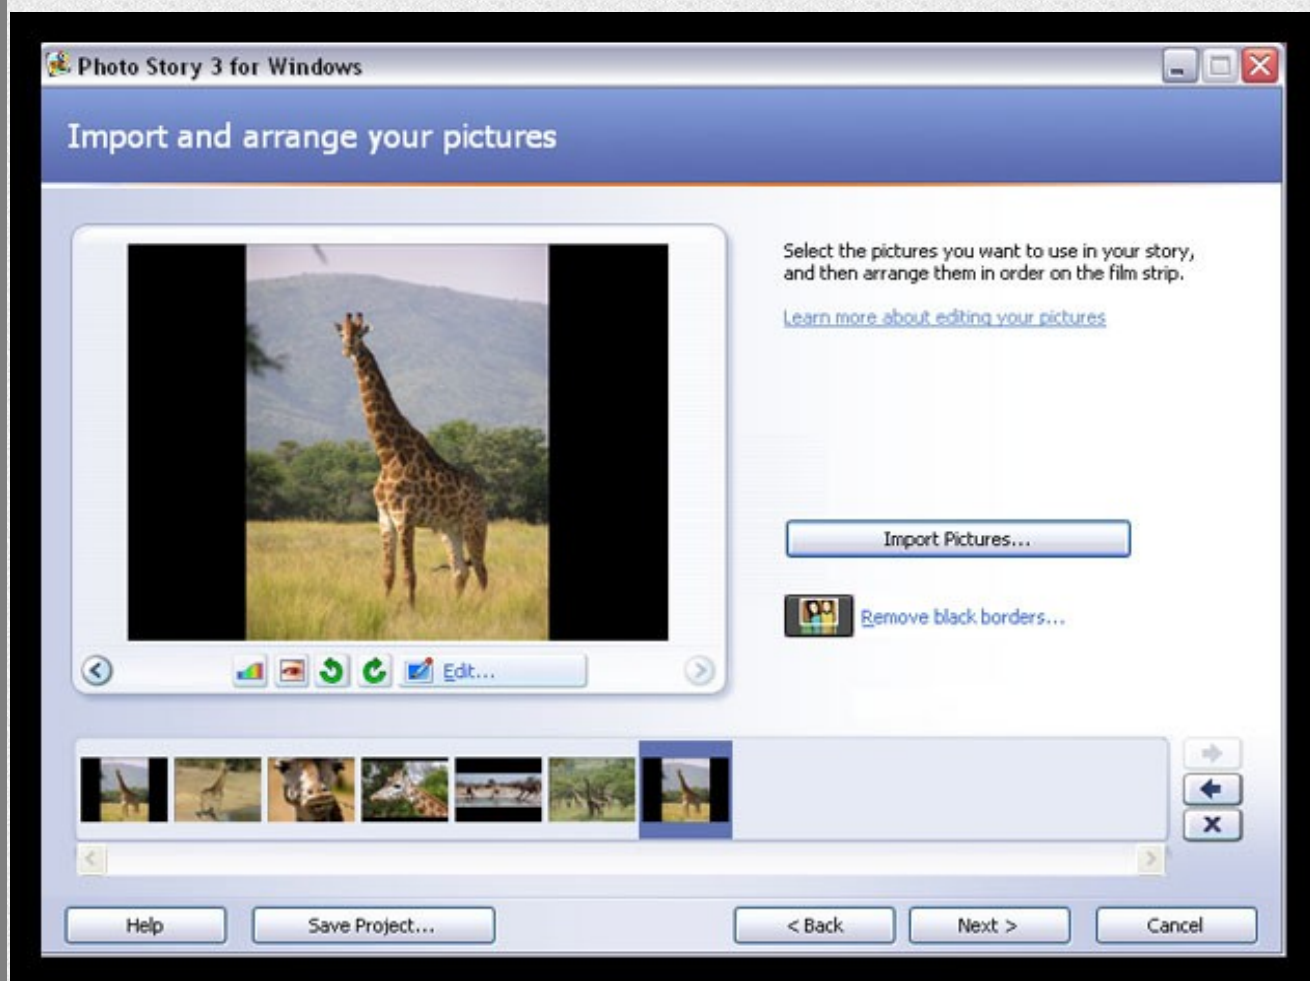 Photo Story 3 for Windows
Import and arrange your pictures
Select the pictures you want to use in your story,
and then arrange them in order on the film strip.
Learn more about editing your pictures
Import Pictures...
Remove black borders...
Edit...
Help
Save Project...
< Back
Next >
Cancel